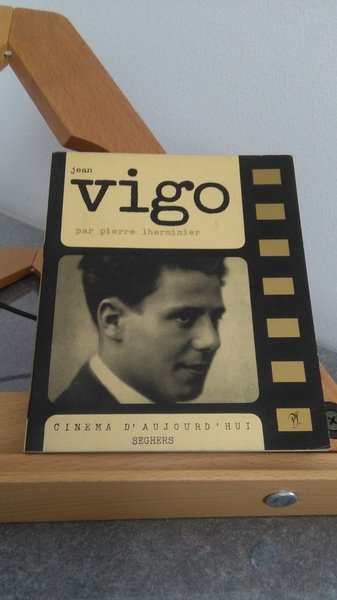 jean
vigo
par pierre lherminier
CINEMA D'AUJOURD'HUI
SEGHERS